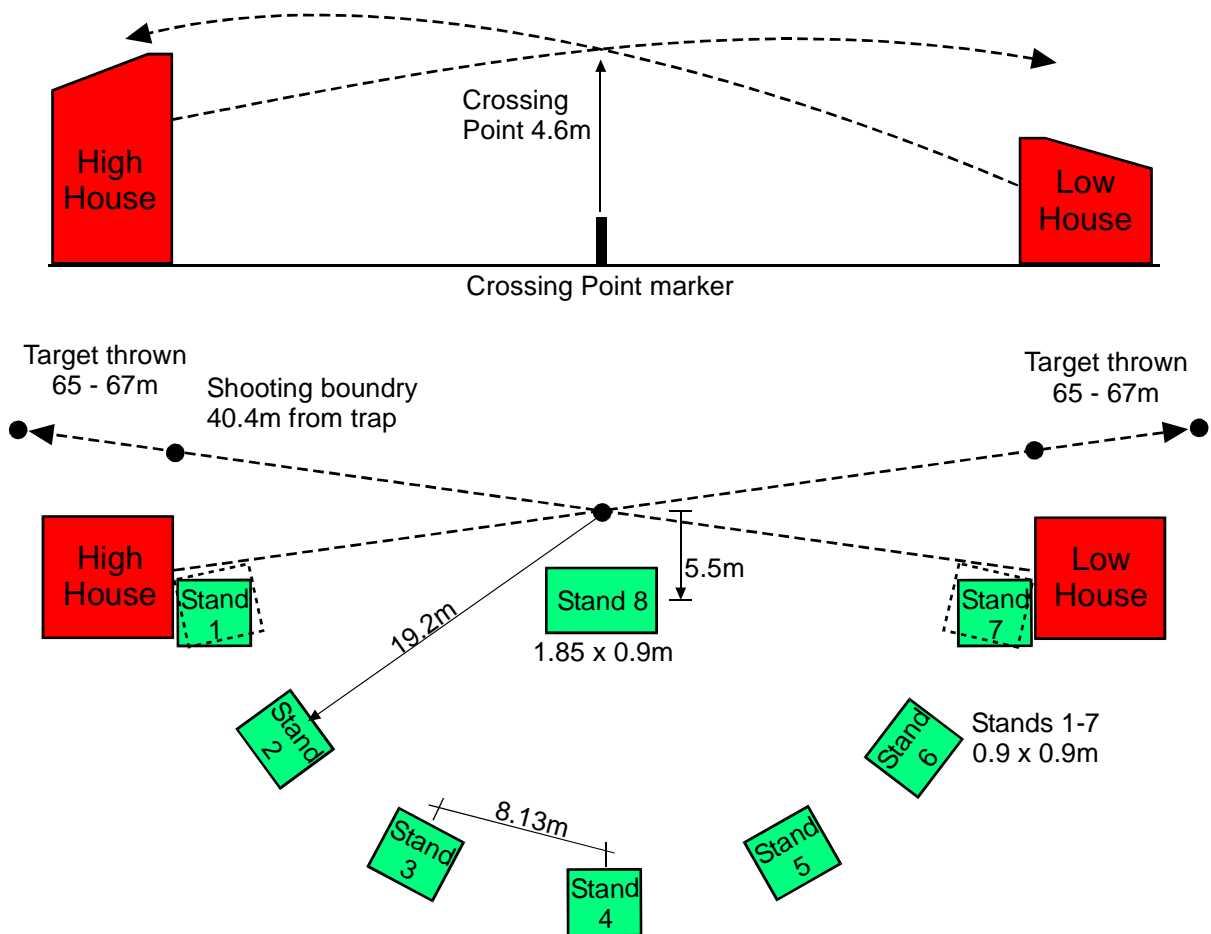 Crossing
Point 4.6m
High
House
Low
House
Crossing Point marker
Target thrown
65 - 67m
Shooting boundry
40.4m from trap
Target thrown
65 - 67m
High
House
Stand
1
19.2m
Stand 8
1.85 x 0.9m
5.5m
Stand
7
Low
House
Stand
2
Stand
6
Stands 1-7
0.9 x 0.9m
Stand
3
8.13m
Stand
4
Stand
5